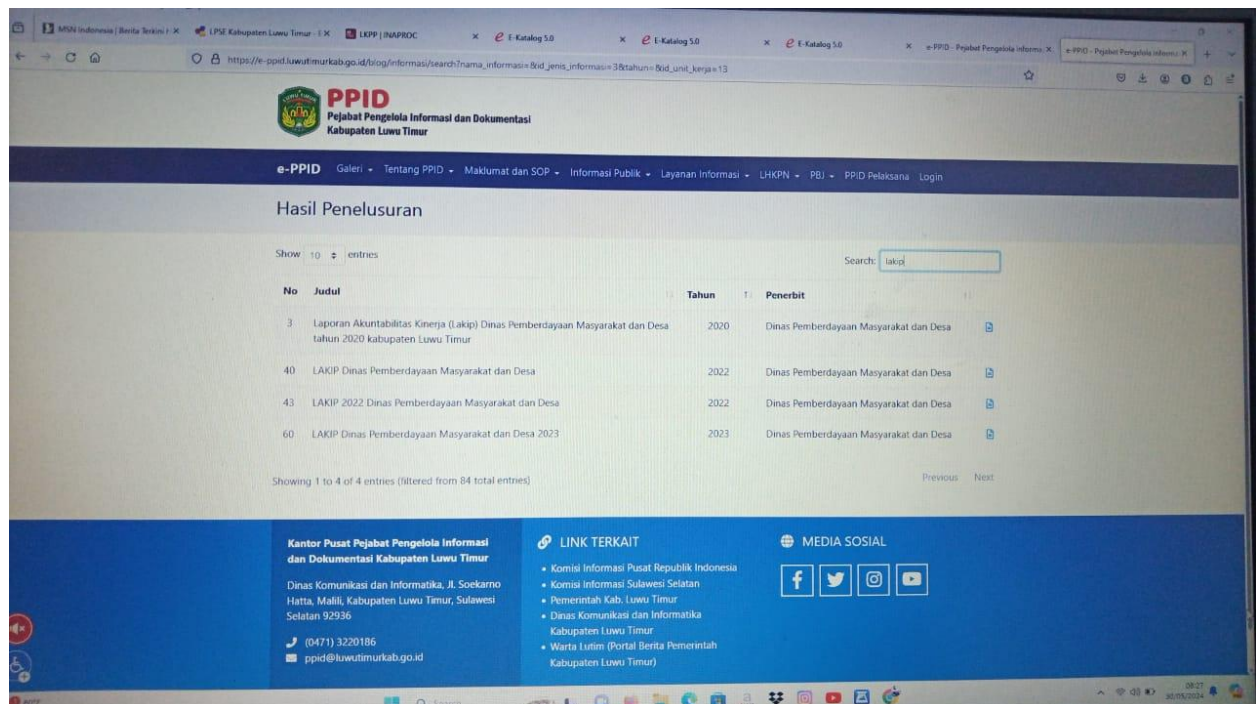 MSN Indonesia | Berita Terkini
LPSE Kabupaten Luwu Timur -
LKPP | INAPROC
E-Katalog 5.0
E-Katalog 5.0
E-Katalog 5.0
e-PPID - Pejabat Pengelola Informa
e-PPID - Pejabat Pengelola Informa
https://e-ppid.luwutimurkab.go.id/blog/informasi/search?nama_informasi=&id_jenis_informasi=3&tahun=&id_unit_kerja=13
LUWU TIMUR
PPID
Pejabat Pengelola Informasi dan Dokumentasi
Kabupaten Luwu Timur
e-PPID Galeri Tentang PPID Maklumat dan SOP Informasi Publik Layanan Informasi LHKPN PBJ PPID Pelaksana Login
Hasil Penelusuran
Show 10 entries
Search: lakip
No Judul Tahun Penerbit
3 Laporan Akuntabilitas Kinerja (Lakip) Dinas Pemberdayaan Masyarakat dan Desa 2020 Dinas Pemberdayaan Masyarakat dan Desa
tahun 2020 kabupaten Luwu Timur
40 LAKIP Dinas Pemberdayaan Masyarakat dan Desa 2022 Dinas Pemberdayaan Masyarakat dan Desa
43 LAKIP 2022 Dinas Pemberdayaan Masyarakat dan Desa 2022 Dinas Pemberdayaan Masyarakat dan Desa
60 LAKIP Dinas Pemberdayaan Masyarakat dan Desa 2023 2023 Dinas Pemberdayaan Masyarakat dan Desa
Showing 1 to 4 of 4 entries (filtered from 84 total entries)
Previous Next
Kantor Pusat Pejabat Pengelola Informasi
dan Dokumentasi Kabupaten Luwu Timur
Dinas Komunikasi dan Informatika, Jl. Soekarno
Hatta, Malili, Kabupaten Luwu Timur, Sulawesi
Selatan 92936
(0471) 3220186
ppid@luwutimurkab.go.id
LINK TERKAIT
• Komisi Informasi Pusat Republik Indonesia
• Komisi Informasi Sulawesi Selatan
• Pemerintah Kab. Luwu Timur
• Dinas Komunikasi dan Informatika
Kabupaten Luwu Timur
• Warta Lutim (Portal Berita Pemerintah
Kabupaten Luwu Timur)
MEDIA SOSIAL
08:27